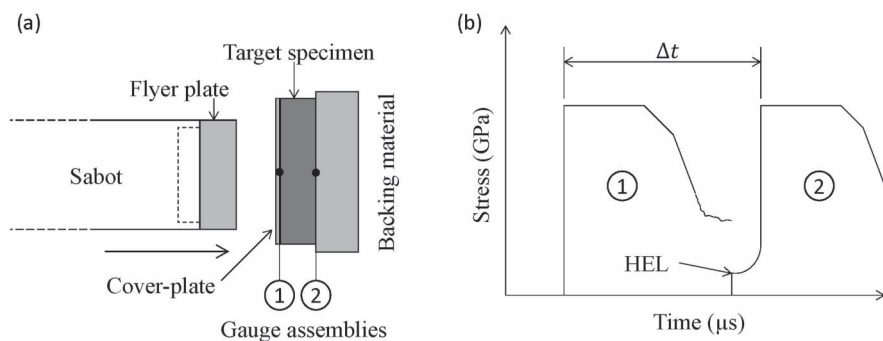 (a)
Target specimen
Flyer plate
Sabot
Backing material
Cover-plate
1
2
Gauge assemblies
(b)
Δt
Stress (GPa)
1
2
HEL
Time (μs)